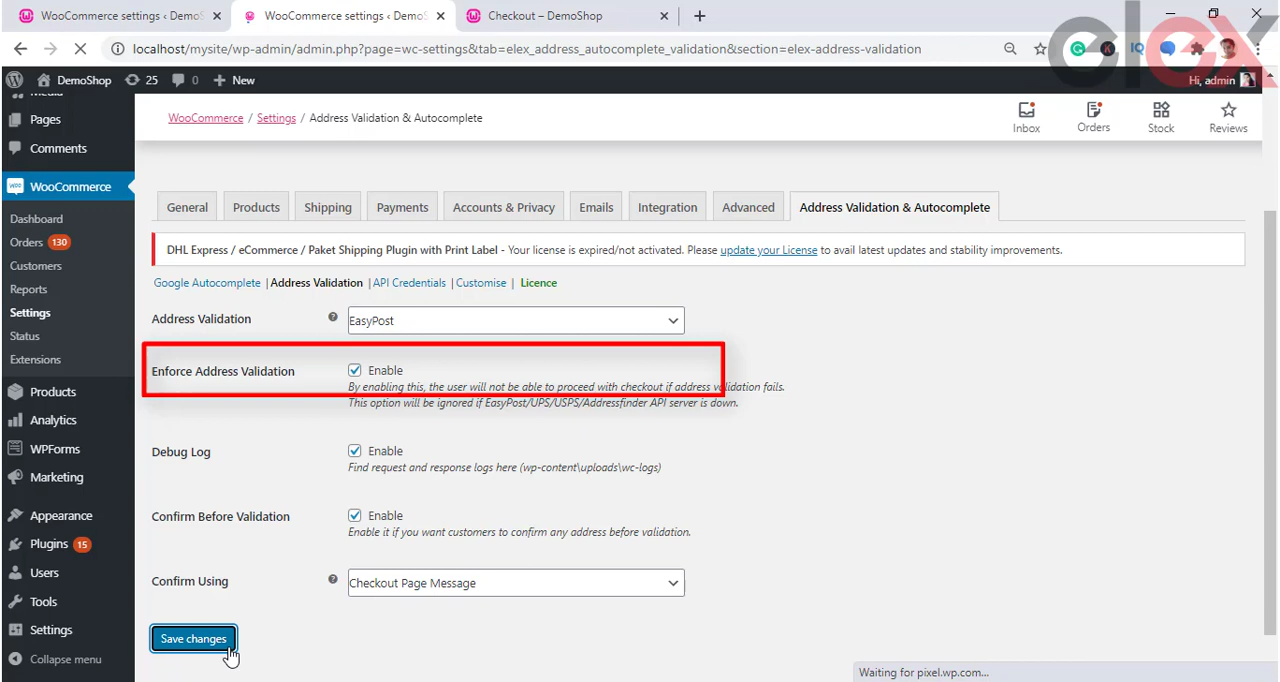 WooCommerce settings ‹ DemoS
WooCommerce settings ‹ DemoS
Checkout – DemoShop
localhost/mysite/wp-admin/admin.php?page=wc-settings&tab=elex_address_autocomplete_validation&section=elex-address-validation
IQ
K
elex
DemoShop 25 0 New
Hi, admin
Media
Pages
Comments
woo WooCommerce
Dashboard
Orders 130
Customers
Reports
Settings
Status
Extensions
Products
Analytics
WPForms
Marketing
Appearance
Plugins 15
Users
Tools
Settings
Collapse menu
WooCommerce / Settings / Address Validation & Autocomplete
Inbox Orders Stock Reviews
General Products Shipping Payments Accounts & Privacy Emails Integration Advanced Address Validation & Autocomplete
DHL Express / eCommerce / Paket Shipping Plugin with Print Label - Your license is expired/not activated. Please update your License to avail latest updates and stability improvements.
Google Autocomplete | Address Validation | API Credentials | Customise | Licence
Address Validation EasyPost
Enforce Address Validation Enable
By enabling this, the user will not be able to proceed with checkout if address validation fails.
This option will be ignored if EasyPost/UPS/USPS/Addressfinder API server is down.
Debug Log Enable
Find request and response logs here (wp-content\uploads\wc-logs)
Confirm Before Validation Enable
Enable it if you want customers to confirm any address before validation.
Confirm Using Checkout Page Message
Save changes
Waiting for pixel.wp.com...